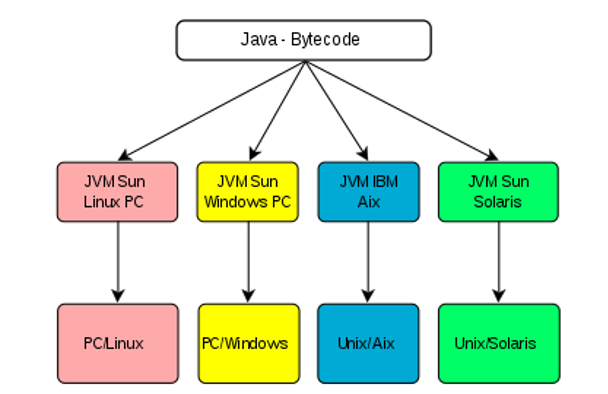 Java - Bytecode
JVM Sun
Linux PC
JVM Sun
Windows PC
JVM IBM
Aix
JVM Sun
Solaris
PC/Linux
PC/Windows
Unix/Aix
Unix/Solaris